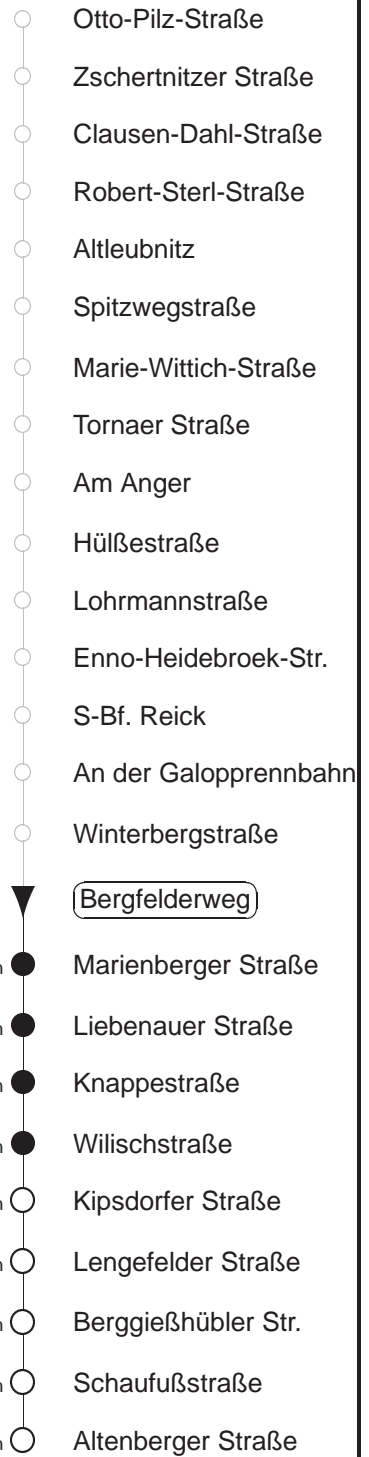 Otto-Pilz-Straße
Zschertnitzer Straße
Clausen-Dahl-Straße
Robert-Sterl-Straße
Altleubnitz
Spitzwegstraße
Marie-Wittich-Straße
Tornaer Straße
Am Anger
Hülßestraße
Lohrmannstraße
Enno-Heidebroek-Str.
S-Bf. Reick
An der Galopprennbahn
Winterbergstraße
Bergfelderweg
Marienberger Straße
Liebenauer Straße
Knappestraße
Wilischstraße
Kipsdorfer Straße
Lengefelder Straße
Berggießhübler Str.
Schaufußstraße
Altenberger Straße